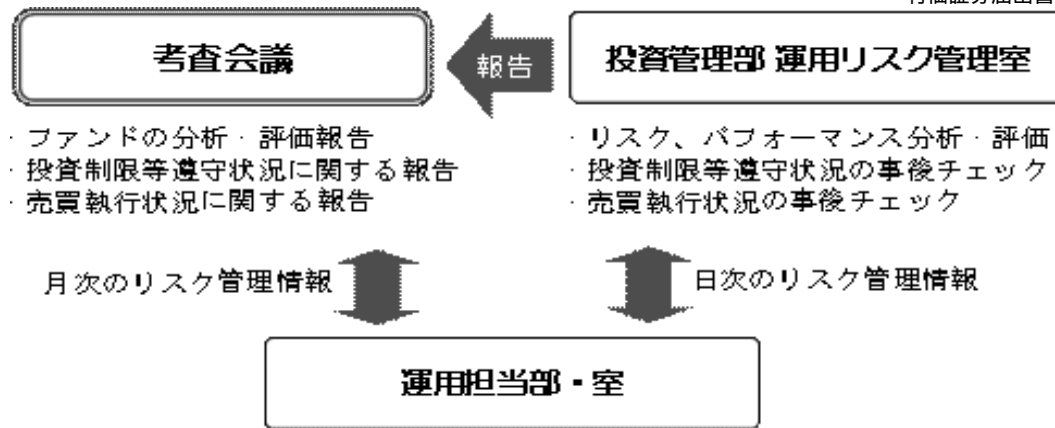 考査会議
報告
投資管理部 運用リスク管理室
· ファンドの分析 · 評価報告
· 投資制限等遵守状況に関する報告
· 売買執行状況に関する報告
· リスク、パフォーマンス分析 · 評価
· 投資制限等遵守状況の事後チェック
· 売買執行状況の事後チェック
月次のリスク管理情報
日次のリスク管理情報
運用担当部・室